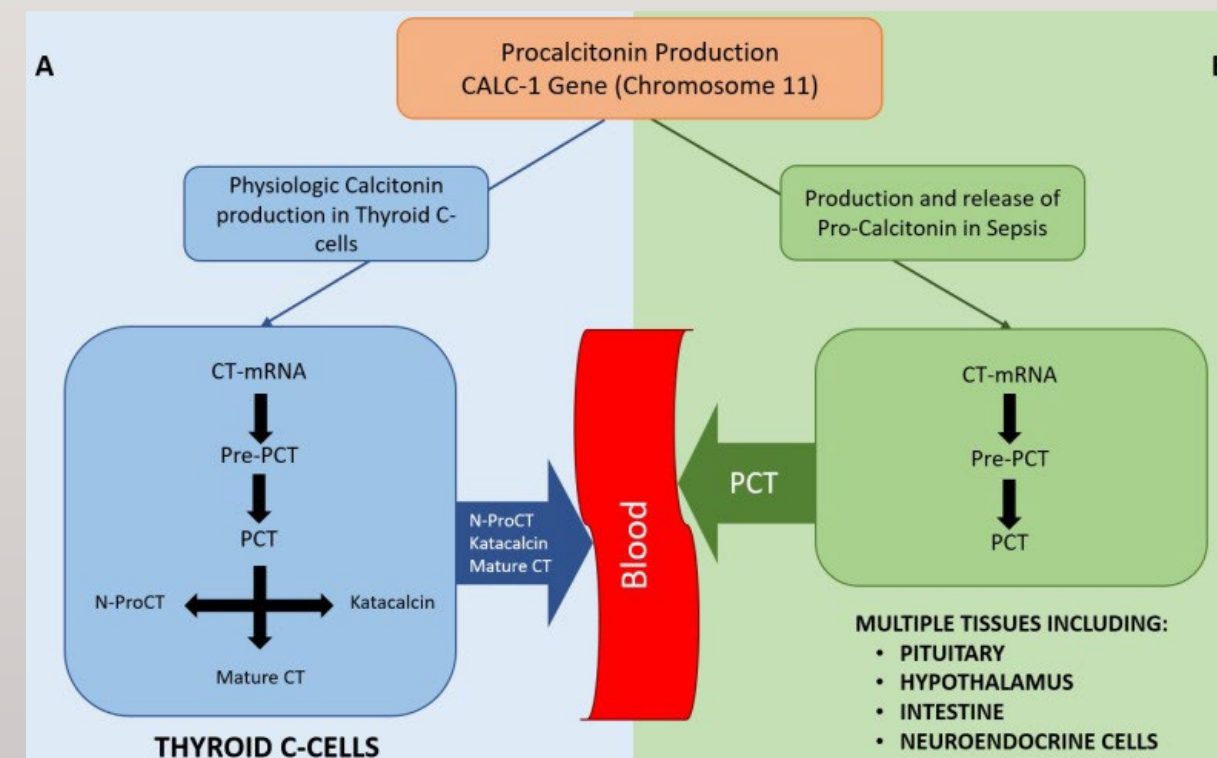 A
Procalcitonin Production
CALC-1 Gene (Chromosome 11)
Physiologic Calcitonin
production in Thyroid C-
cells
Production and release of
Pro-Calcitonin in Sepsis
CT-mRNA
Pre-PCT
PCT
N-ProCT
Katacalcin
Mature CT
THYROID C-CELLS
N-ProCT
Katacalcin
Mature CT
Blood
PCT
CT-mRNA
Pre-PCT
PCT
MULTIPLE TISSUES INCLUDING:
• PITUITARY
• HYPOTHALAMUS
• INTESTINE
• NEUROENDOCRINE CELLS